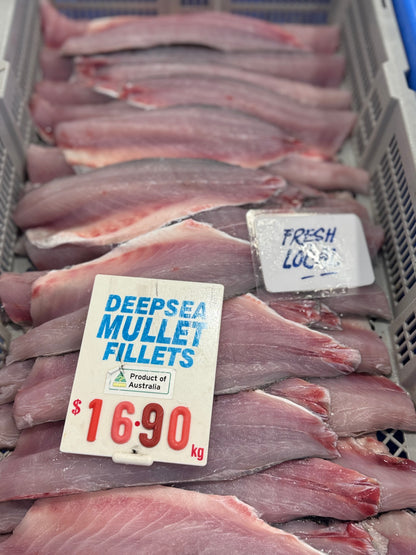 FRESH
LOCAL
DEEPSEA
MULLET
FILLETS
Product of
Australia
$16.90 kg